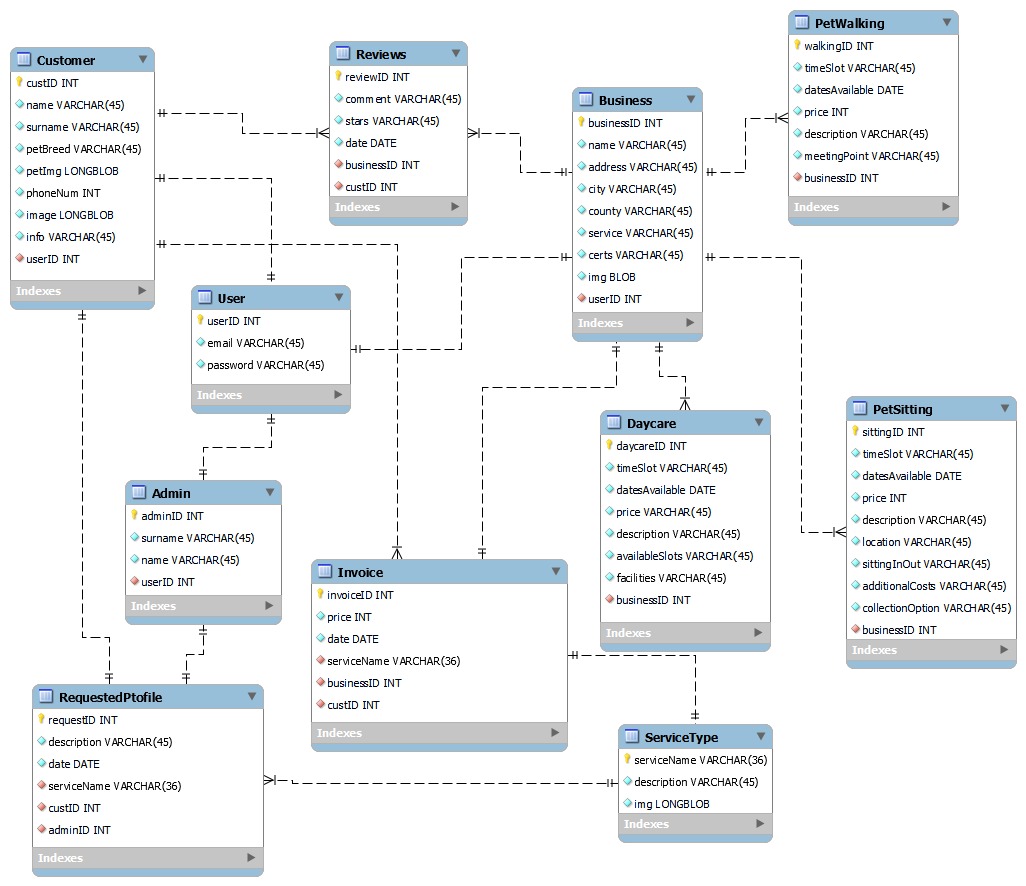 Customer
custID INT
name VARCHAR(45)
surname VARCHAR(45)
petBreed VARCHAR(45)
petImg LONGBLOB
phoneNum INT
image LONGBLOB
info VARCHAR(45)
userID INT
Indexes
Reviews
reviewID INT
comment VARCHAR(45)
stars VARCHAR(45)
date DATE
businessID INT
custID INT
Indexes
Business
businessID INT
name VARCHAR(45)
address VARCHAR(45)
city VARCHAR(45)
county VARCHAR(45)
service VARCHAR(45)
certs VARCHAR(45)
img BLOB
userID INT
Indexes
PetWalking
walkingID INT
timeSlot VARCHAR(45)
datesAvailable DATE
price INT
description VARCHAR(45)
meetingPoint VARCHAR(45)
businessID INT
Indexes
User
userID INT
email VARCHAR(45)
password VARCHAR(45)
Indexes
Daycare
daycareID INT
timeSlot VARCHAR(45)
datesAvailable DATE
price VARCHAR(45)
description VARCHAR(45)
availableSlots VARCHAR(45)
facilities VARCHAR(45)
businessID INT
Indexes
PetSitting
sittingID INT
timeSlot VARCHAR(45)
datesAvailable DATE
price INT
description VARCHAR(45)
location VARCHAR(45)
sittingInOut VARCHAR(45)
additionalCosts VARCHAR(45)
collectionOption VARCHAR(45)
businessID INT
Indexes
Admin
adminID INT
surname VARCHAR(45)
name VARCHAR(45)
userID INT
Indexes
Invoice
invoiceID INT
price INT
date DATE
serviceName VARCHAR(36)
businessID INT
custID INT
Indexes
RequestedPtofile
requestID INT
description VARCHAR(45)
date DATE
serviceName VARCHAR(36)
custID INT
adminID INT
Indexes
ServiceType
serviceName VARCHAR(36)
description VARCHAR(45)
img LONGBLOB
Indexes